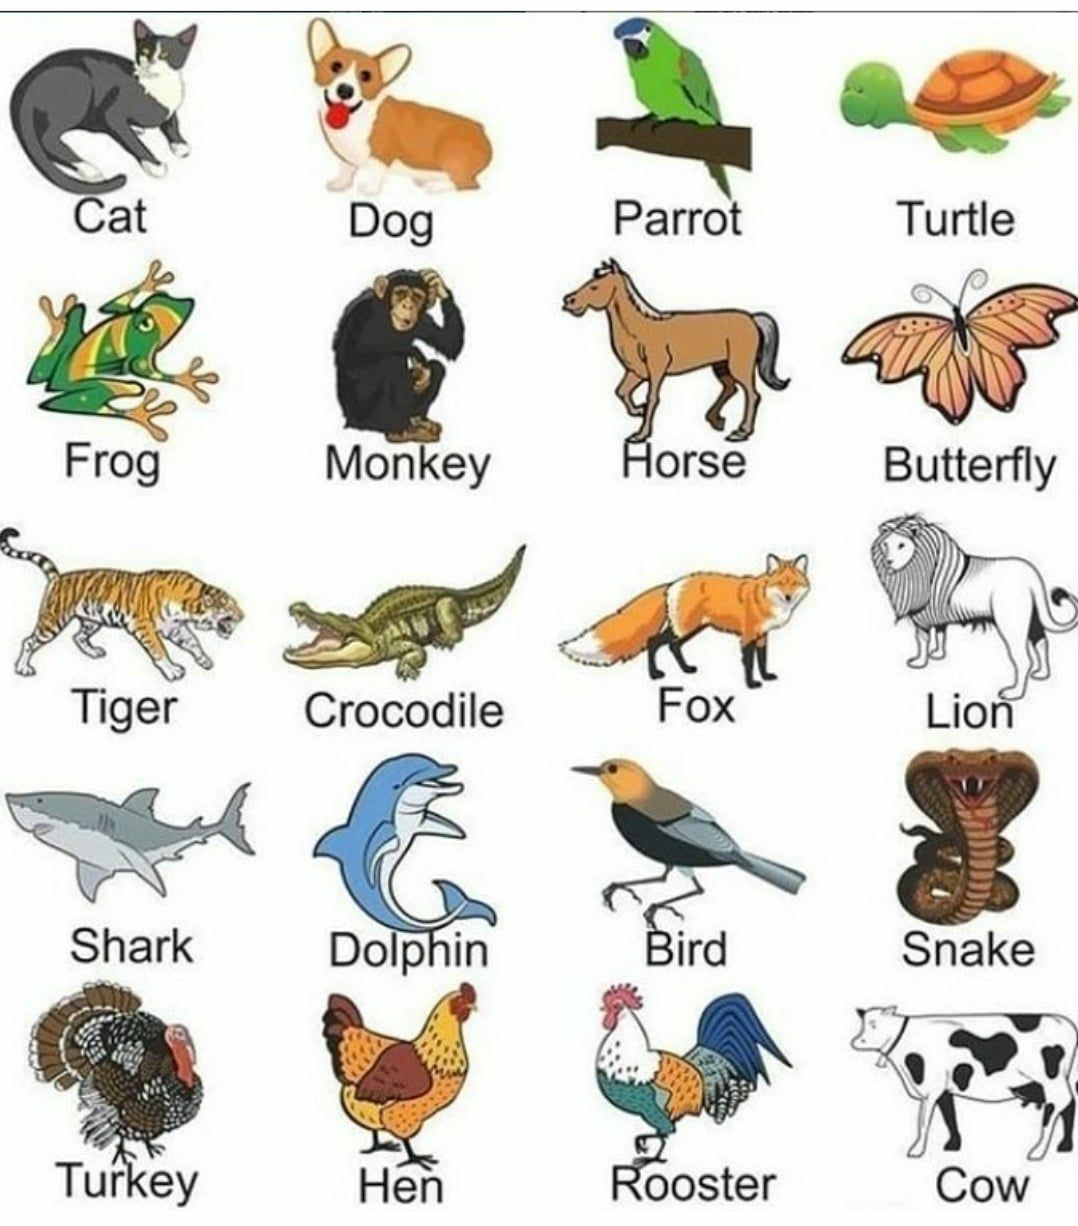 Cat Dog Parrot Turtle
Frog Monkey Horse Butterfly
Tiger Crocodile Fox Lion
Shark Dolphin Bird Snake
Turkey Hen Rooster Cow